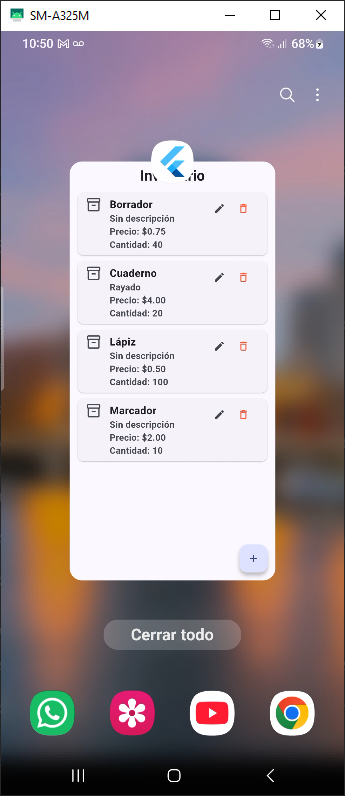 SM-A325M
10:50
68%
Borrador
Sin descripción
Precio: $0.75
Cantidad: 40
Cuaderno
Rayado
Precio: $4.00
Cantidad: 20
Lápiz
Sin descripción
Precio: $0.50
Cantidad: 100
Marcador
Sin descripción
Precio: $2.00
Cantidad: 10
+
Cerrar todo